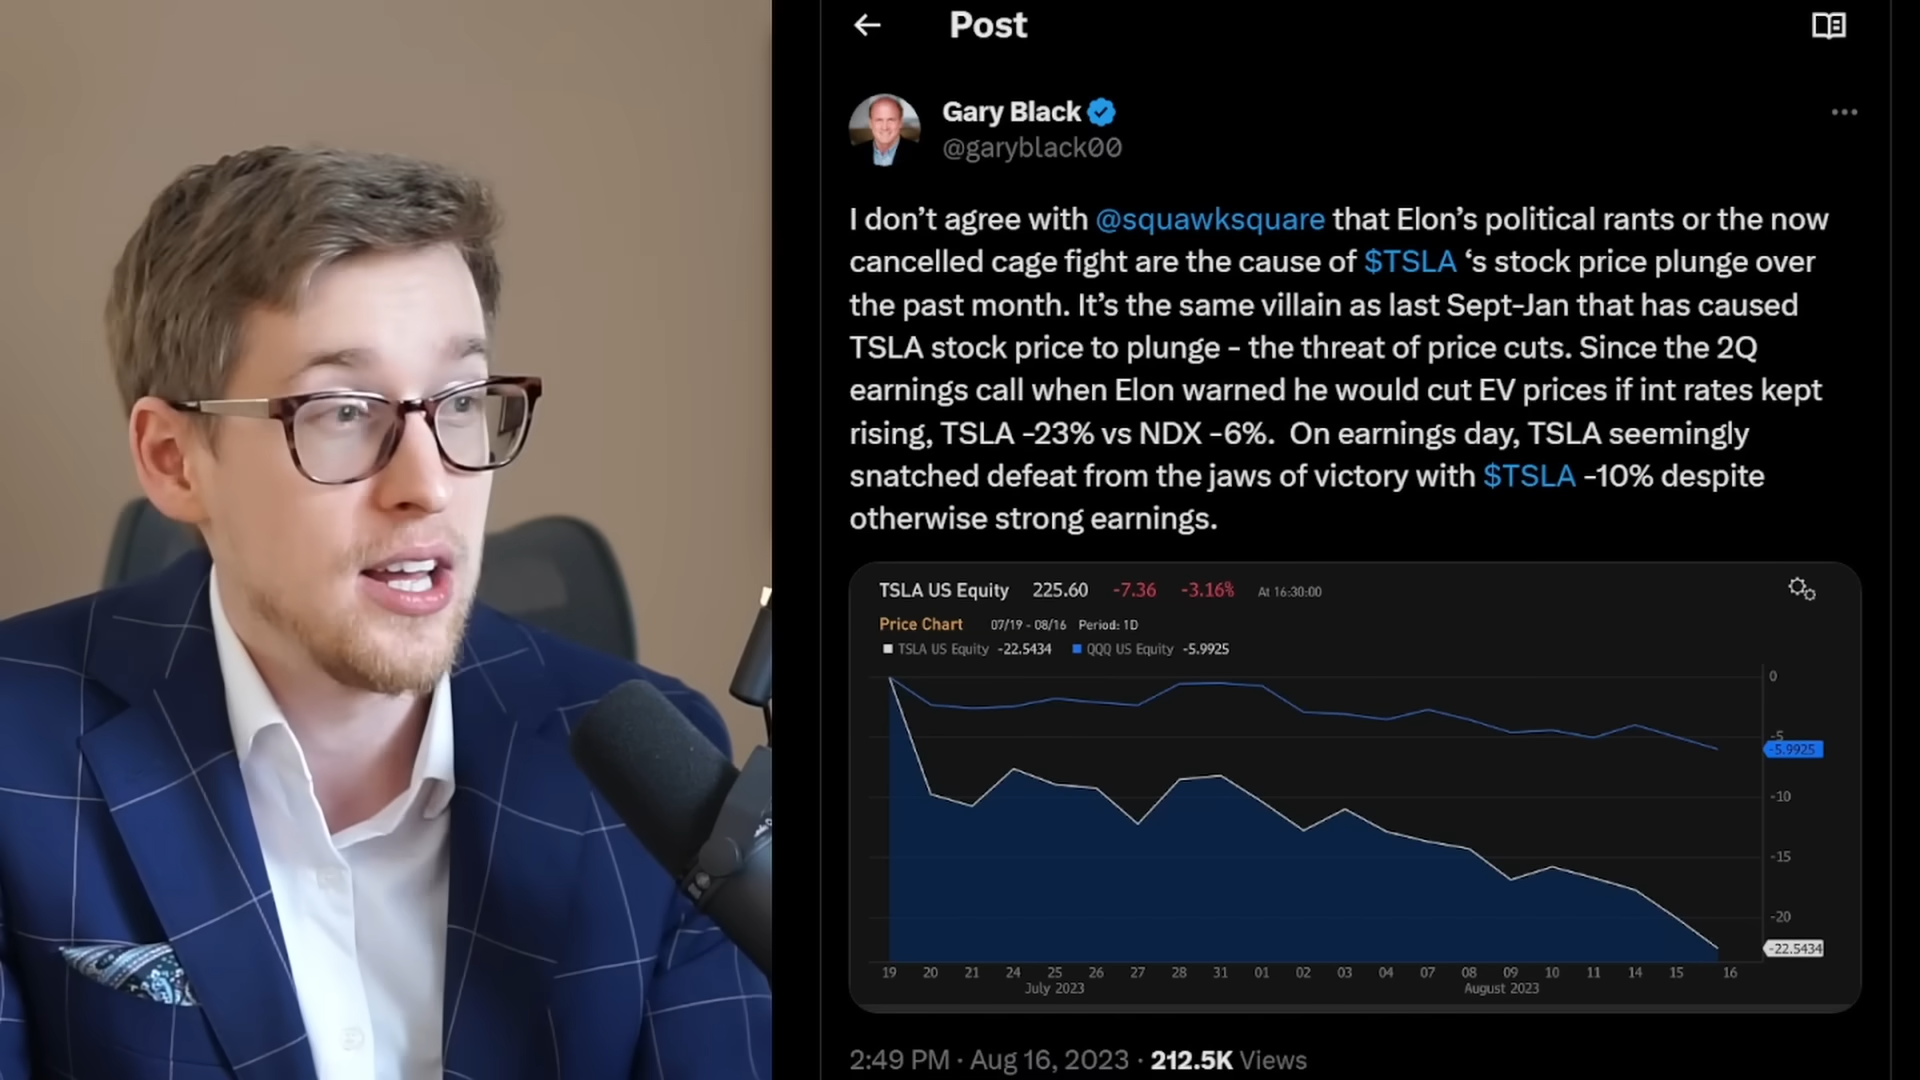 Post
Gary Black
@garyblack00
I don’t agree with @squawksquare that Elon’s political rants or the now
cancelled cage fight are the cause of $TSLA ‘s stock price plunge over
the past month. It’s the same villain as last Sept-Jan that has caused
TSLA stock price to plunge - the threat of price cuts. Since the 2Q
earnings call when Elon warned he would cut EV prices if int rates kept
rising, TSLA -23% vs NDX -6%.  On earnings day, TSLA seemingly
snatched defeat from the jaws of victory with $TSLA -10% despite
otherwise strong earnings.
TSLA US Equity 225.60 -7.36 -3.16% At 16:30:00
Price Chart 07/19 - 08/16 Period: 1D
TSLA US Equity -22.5434 QQQ US Equity -5.9925
0
-5
-5.9925
-10
-15
-20
-22.5434
19 20 21 24 25 26 27 28 31 01 02 03 04 07 08 09 10 11 14 15 16
July 2023 August 2023
2:49 PM · Aug 16, 2023 · 212.5K Views